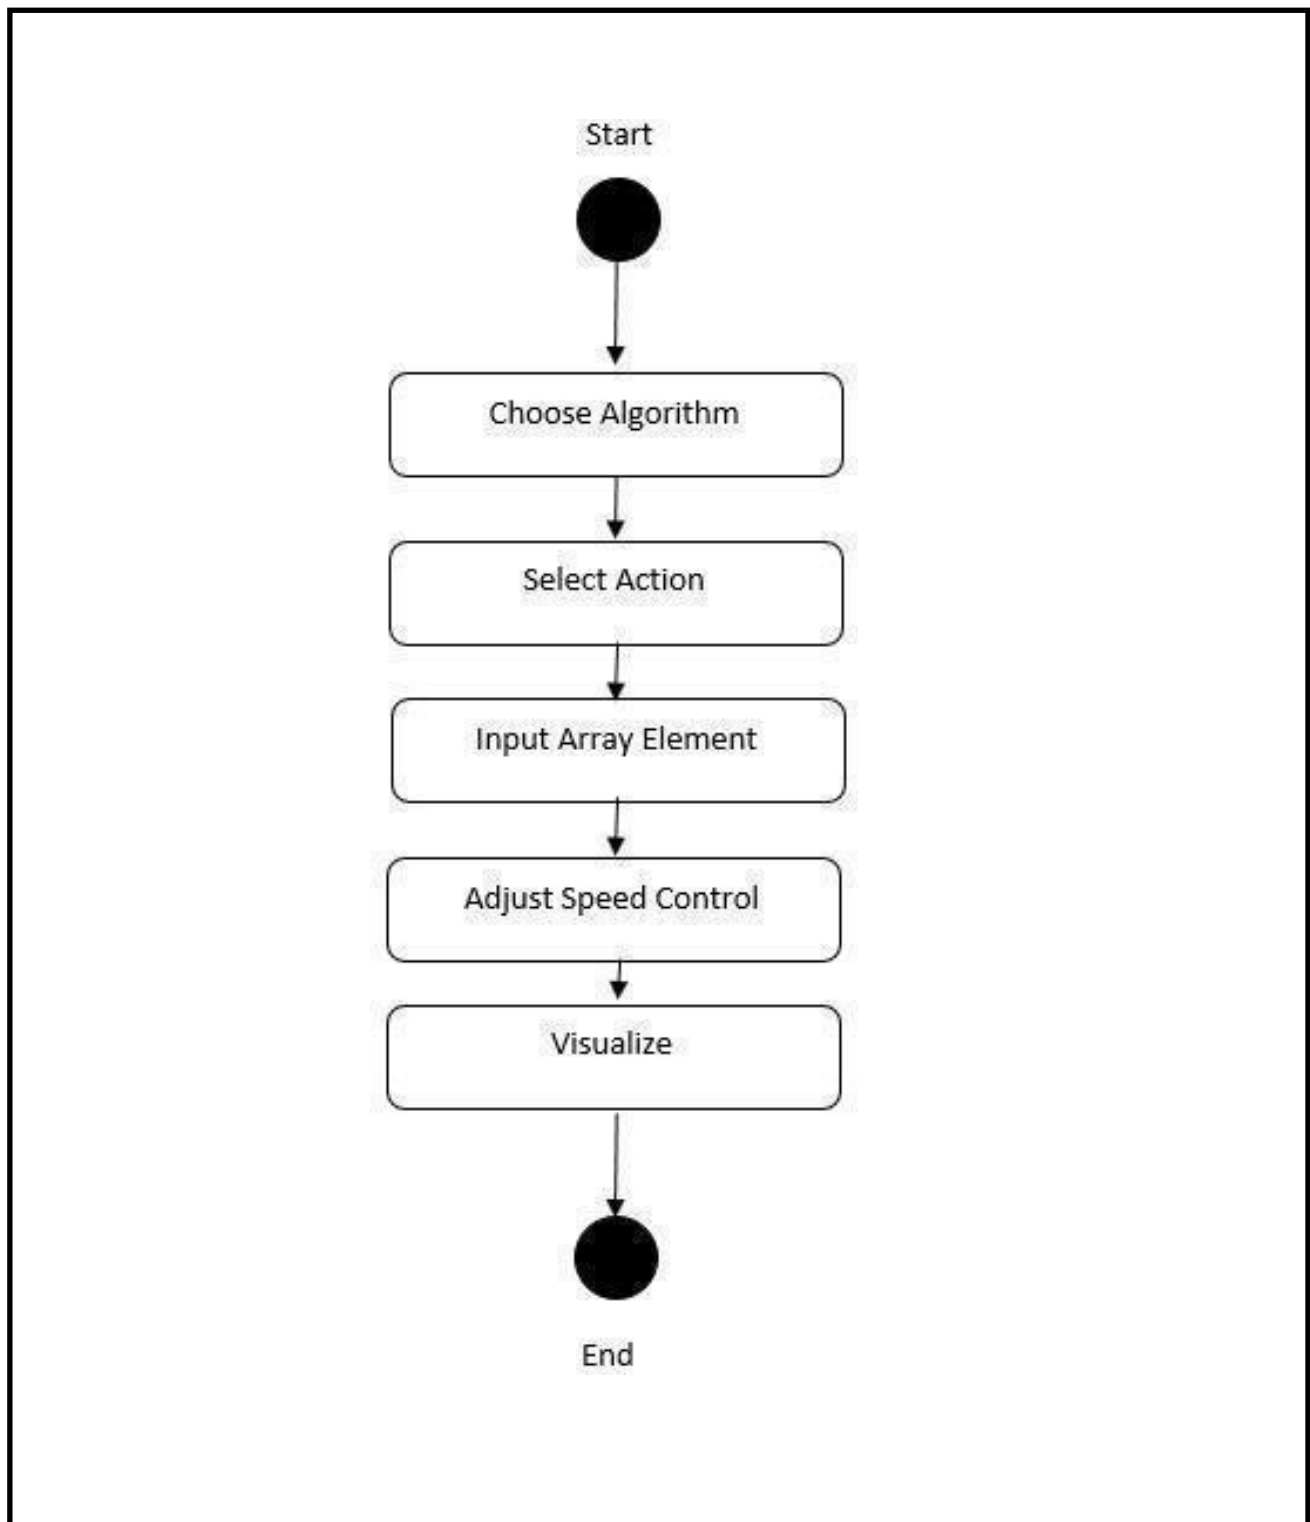 Start
Choose Algorithm
Select Action
Input Array Element
Adjust Speed Control
Visualize
End